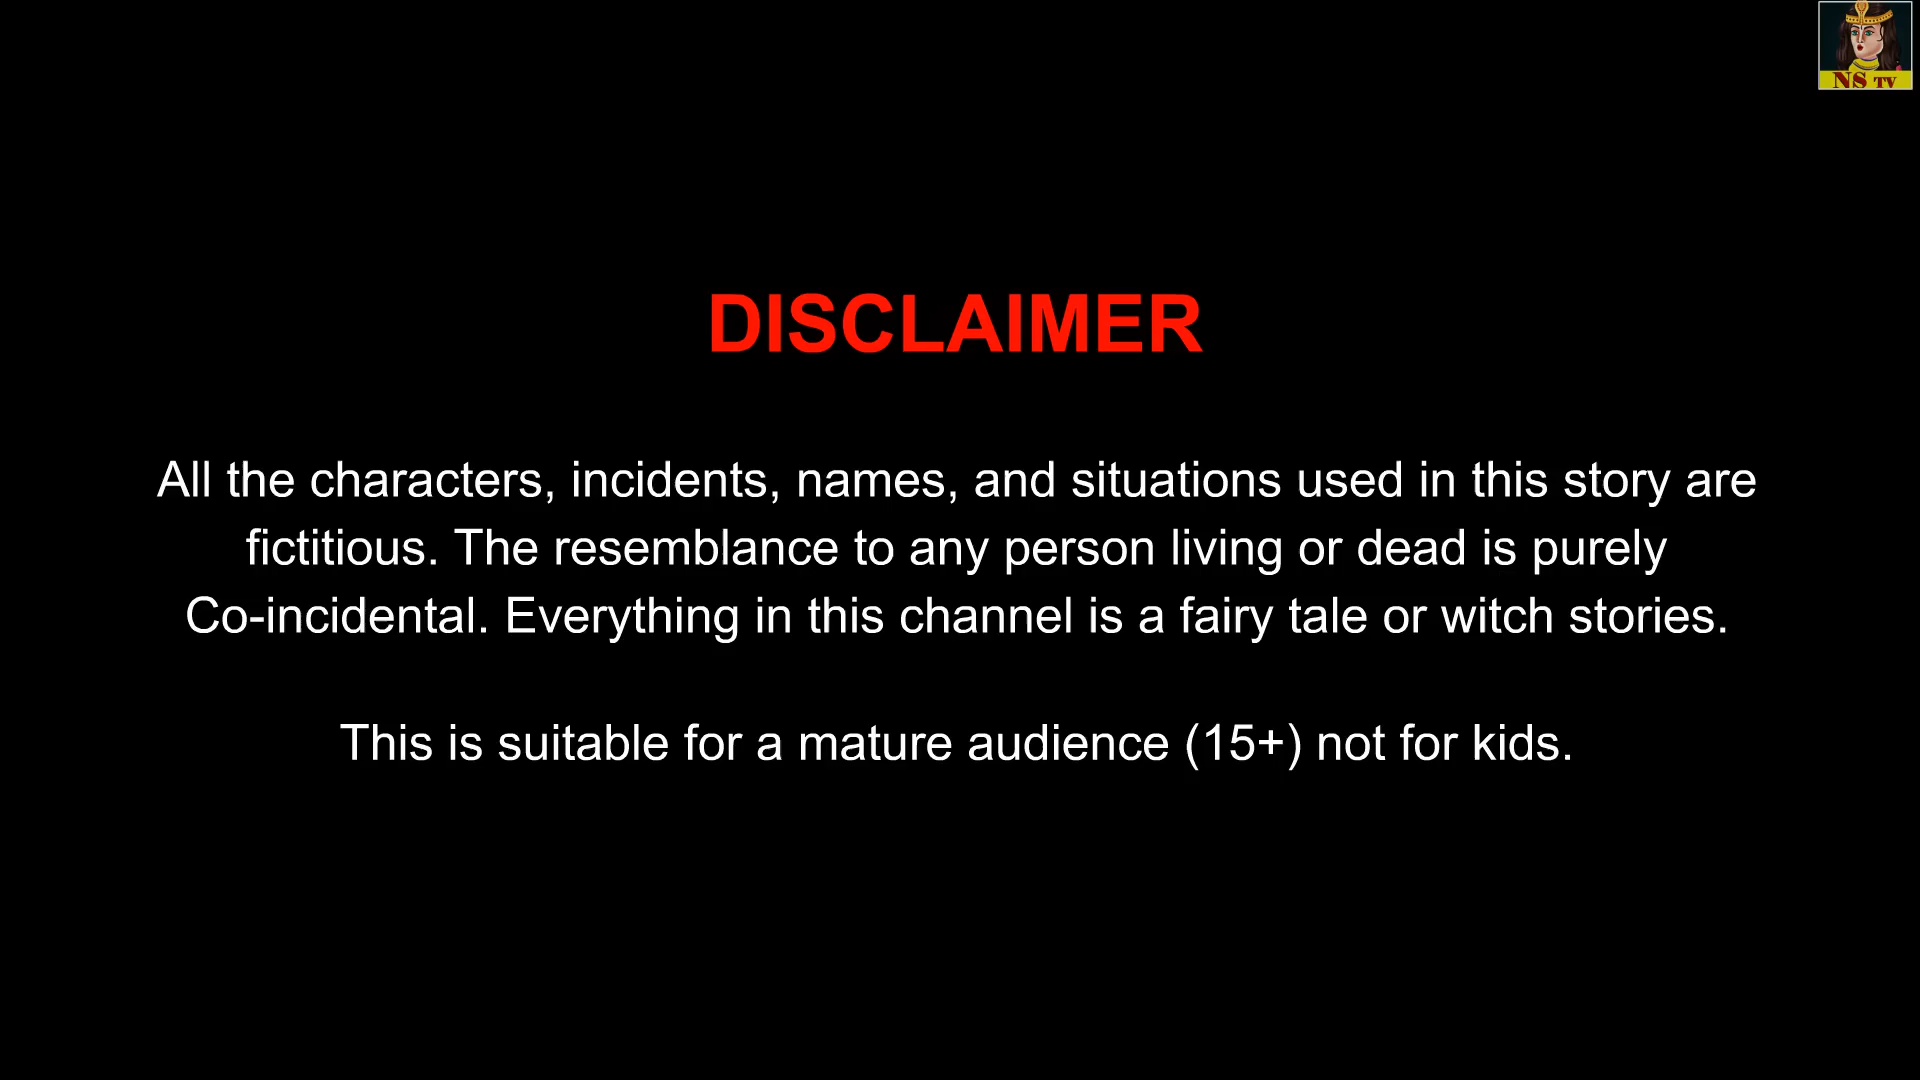 NS TV
DISCLAIMER
All the characters, incidents, names, and situations used in this story are
fictitious. The resemblance to any person living or dead is purely
Co-incidental. Everything in this channel is a fairy tale or witch stories.
This is suitable for a mature audience (15+) not for kids.